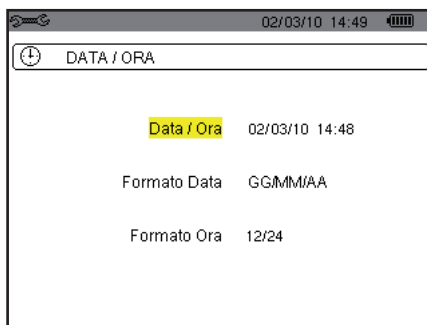 02/03/10 14:49
DATA / ORA
Data / Ora 02/03/10 14:48
Formato Data GG/MM/AA
Formato Ora 12/24